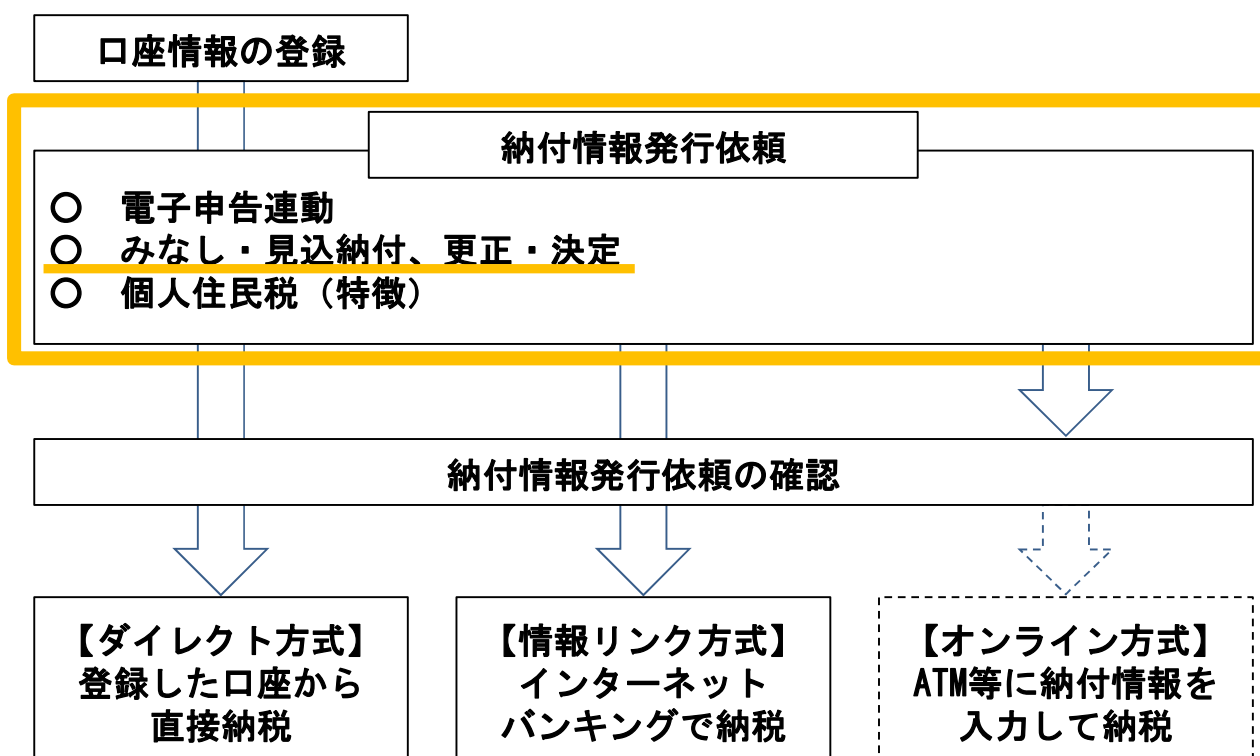 口座情報の登録
納付情報発行依頼
○　電子申告連動
○　みなし・見込納付、更正・決定
○　個人住民税（特徴）
納付情報発行依頼の確認
【ダイレクト方式】
登録した口座から
直接納税
【情報リンク方式】
インターネット
バンキングで納税
【オンライン方式】
ATM等に納付情報を
入力して納税